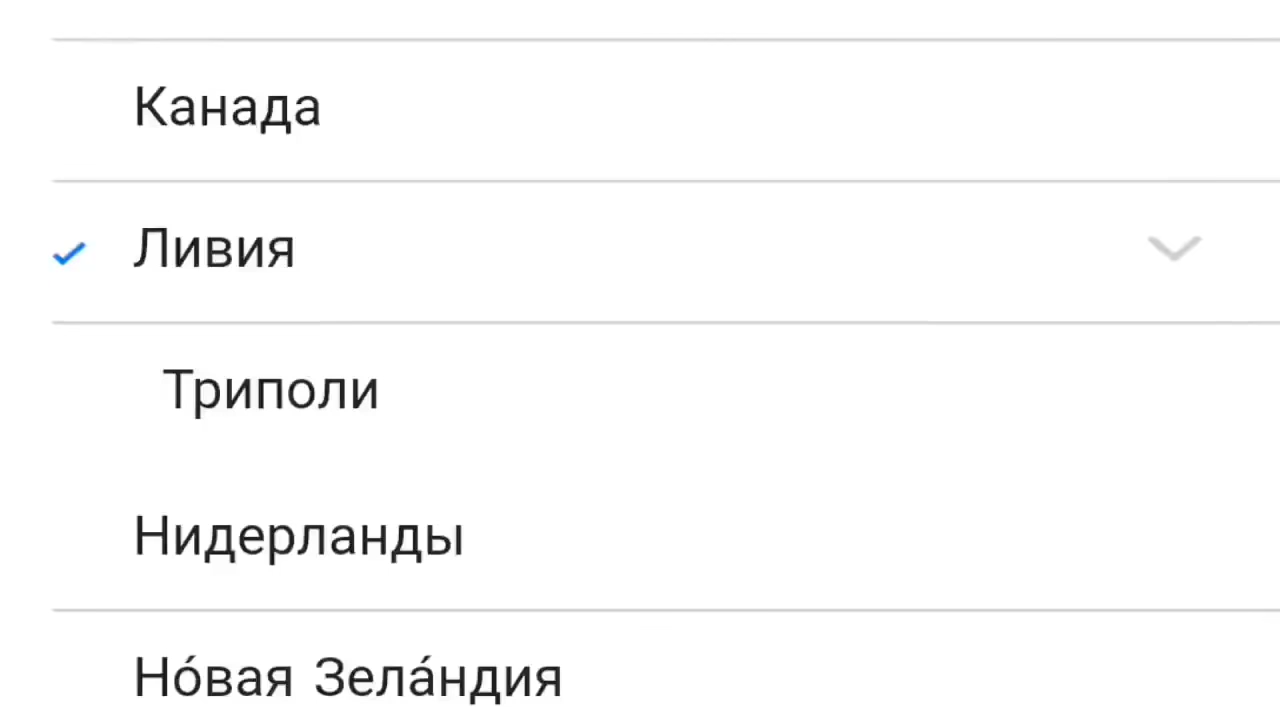 Канада
Ливия
Триполи
Нидерланды
Но́вая Зела́ндия